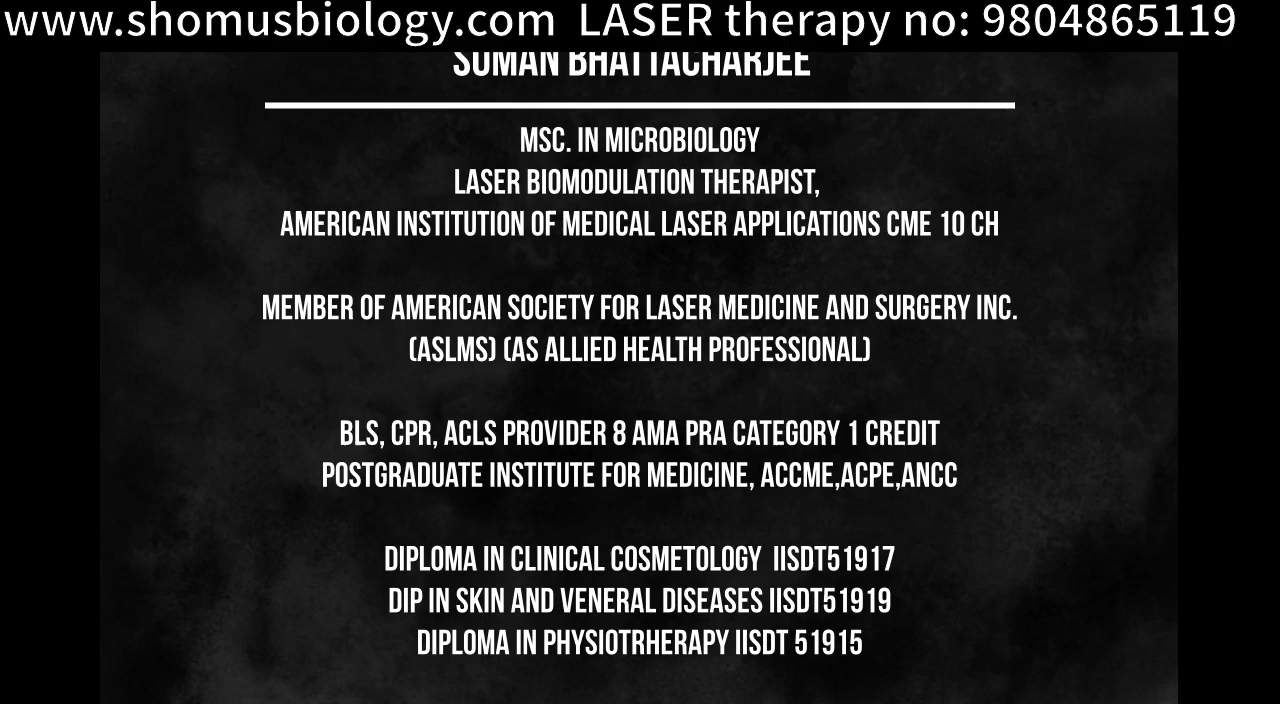 www.shomusbiology.com LASER therapy no: 9804865119
SUMAN BHATTACHARJEE
MSC. IN MICROBIOLOGY
LASER BIOMODULATION THERAPIST,
AMERICAN INSTITUTION OF MEDICAL LASER APPLICATIONS CME 10 CH
MEMBER OF AMERICAN SOCIETY FOR LASER MEDICINE AND SURGERY INC.
(ASLMS) (AS ALLIED HEALTH PROFESSIONAL)
BLS, CPR, ACLS PROVIDER 8 AMA PRA CATEGORY 1 CREDIT
POSTGRADUATE INSTITUTE FOR MEDICINE, ACCME,ACPE,ANCC
DIPLOMA IN CLINICAL COSMETOLOGY IISDT51917
DIP IN SKIN AND VENERAL DISEASES IISDT51919
DIPLOMA IN PHYSIOTRHERAPY IISDT 51915